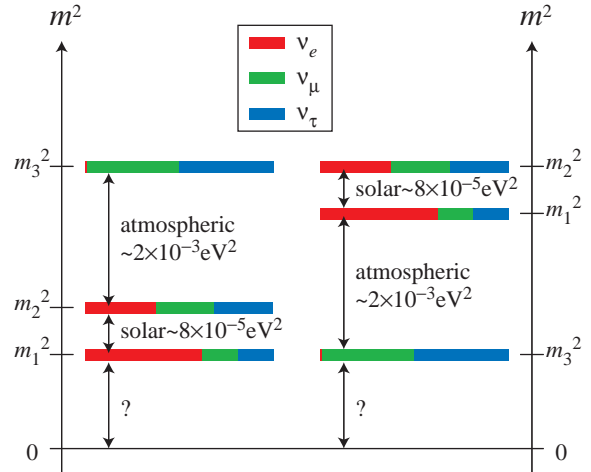 m²
m²
νₑ
ν_μ
ν_τ
m₃²
m₂²
solar~8×10⁻⁵eV²
m₁²
atmospheric
~2×10⁻³eV²
atmospheric
~2×10⁻³eV²
m₂²
solar~8×10⁻⁵eV²
m₁²
m₃²
?
?
0
0